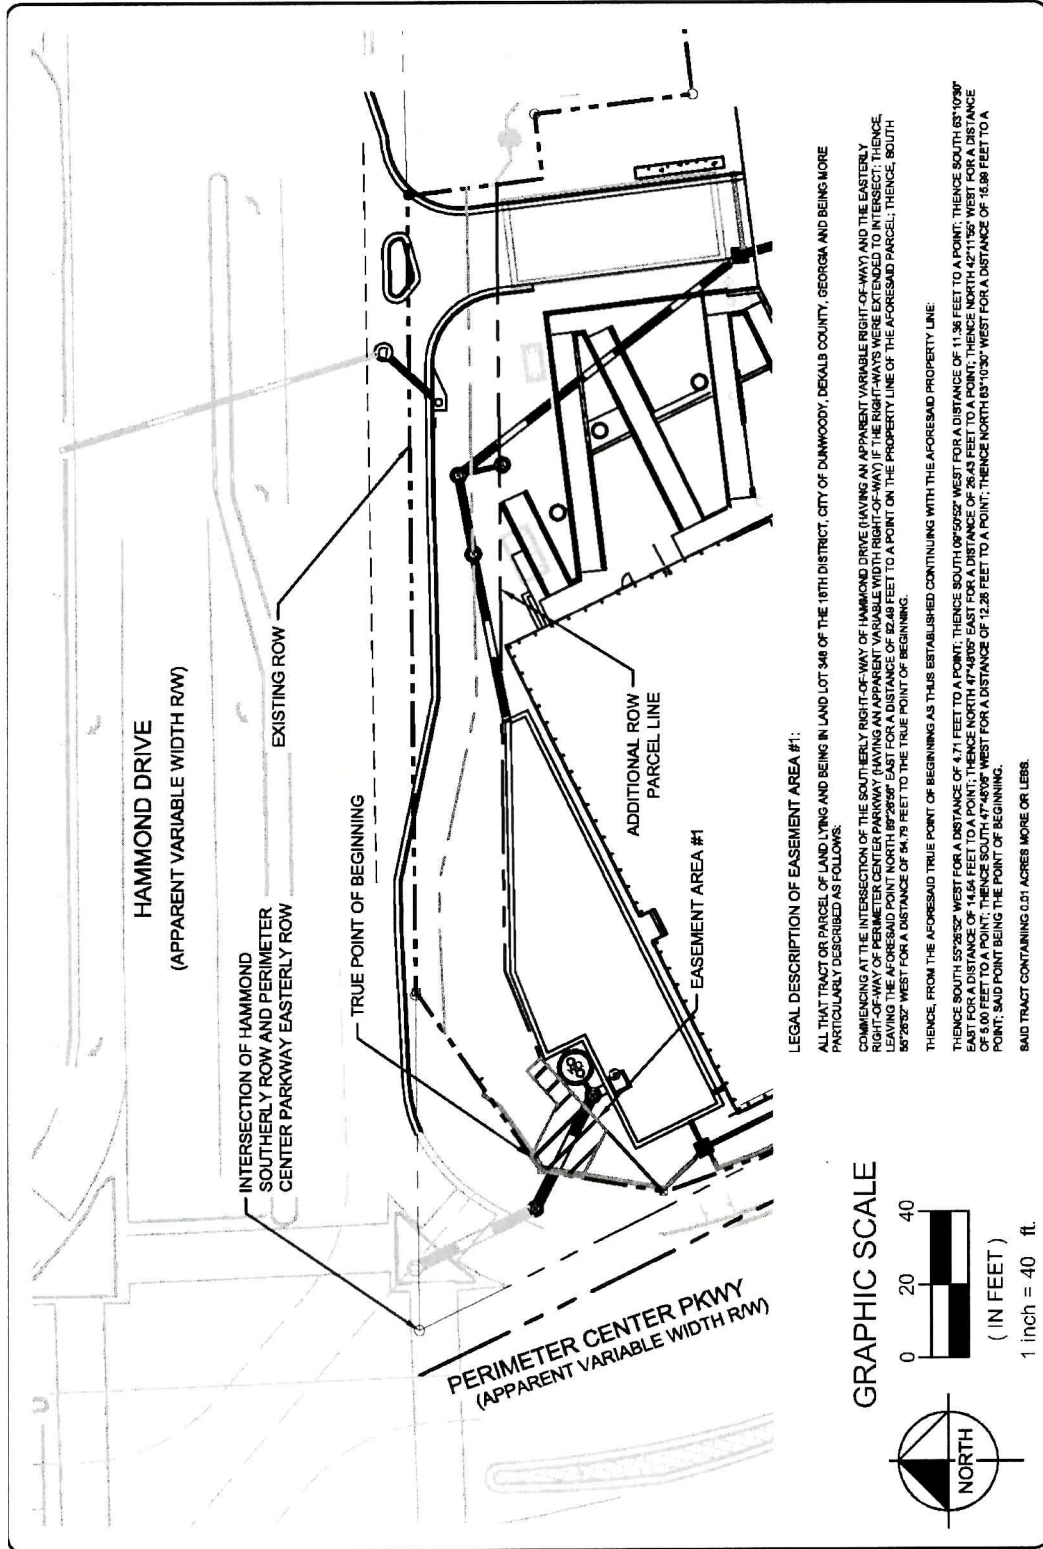 HAMMOND DRIVE
(APPARENT VARIABLE WIDTH R/W)
INTERSECTION OF HAMMOND
SOUTHERLY ROW AND PERIMETER
CENTER PARKWAY EASTERLY ROW
EXISTING ROW
TRUE POINT OF BEGINNING
ADDITIONAL ROW
PARCEL LINE
EASEMENT AREA #1
PERIMETER CENTER PKWY
(APPARENT VARIABLE WIDTH R/W)
LEGAL DESCRIPTION OF EASEMENT AREA #1:
ALL THAT TRACT OR PARCEL OF LAND LYING AND BEING IN LAND LOT 348 OF THE 18TH DISTRICT, CITY OF DUNWOODY, DEKALB COUNTY, GEORGIA AND BEING MORE
PARTICULARLY DESCRIBED AS FOLLOWS:
COMMENCING AT THE INTERSECTION OF THE SOUTHERLY RIGHT-OF-WAY OF HAMMOND DRIVE (HAVING AN APPARENT VARIABLE RIGHT-OF-WAY) AND THE EASTERLY
RIGHT-OF-WAY OF PERIMETER CENTER PARKWAY (HAVING AN APPARENT VARIABLE WIDTH RIGHT-OF-WAY) IF THE RIGHT-WAYS WERE EXTENDED TO INTERSECT: THENCE,
LEAVING THE AFORESAID POINT NORTH 89°26'56" EAST FOR A DISTANCE OF 92.49 FEET TO A POINT ON THE PROPERTY LINE OF THE AFORESAID PARCEL; THENCE, SOUTH
55°26'52" WEST FOR A DISTANCE OF 54.79 FEET TO THE TRUE POINT OF BEGINNING.
THENCE, FROM THE AFORESAID TRUE POINT OF BEGINNING AS THUS ESTABLISHED CONTINUING WITH THE AFORESAID PROPERTY LINE:
THENCE SOUTH 55°26'52" WEST FOR A DISTANCE OF 4.71 FEET TO A POINT; THENCE SOUTH 09°50'52" WEST FOR A DISTANCE OF 11.36 FEET TO A POINT; THENCE SOUTH 63°10'30"
EAST FOR A DISTANCE OF 14.54 FEET TO A POINT; THENCE NORTH 47°48'05" EAST FOR A DISTANCE OF 26.43 FEET TO A POINT; THENCE NORTH 42°11'55" WEST FOR A DISTANCE
OF 5.00 FEET TO A POINT; THENCE SOUTH 47°48'05" WEST FOR A DISTANCE OF 12.26 FEET TO A POINT; THENCE NORTH 63°10'30" WEST FOR A DISTANCE OF 15.99 FEET TO A
POINT; SAID POINT BEING THE POINT OF BEGINNING.
SAID TRACT CONTAINING 0.01 ACRES MORE OR LESS.
NORTH
GRAPHIC SCALE
0 20 40
( IN FEET )
1 inch = 40 ft.